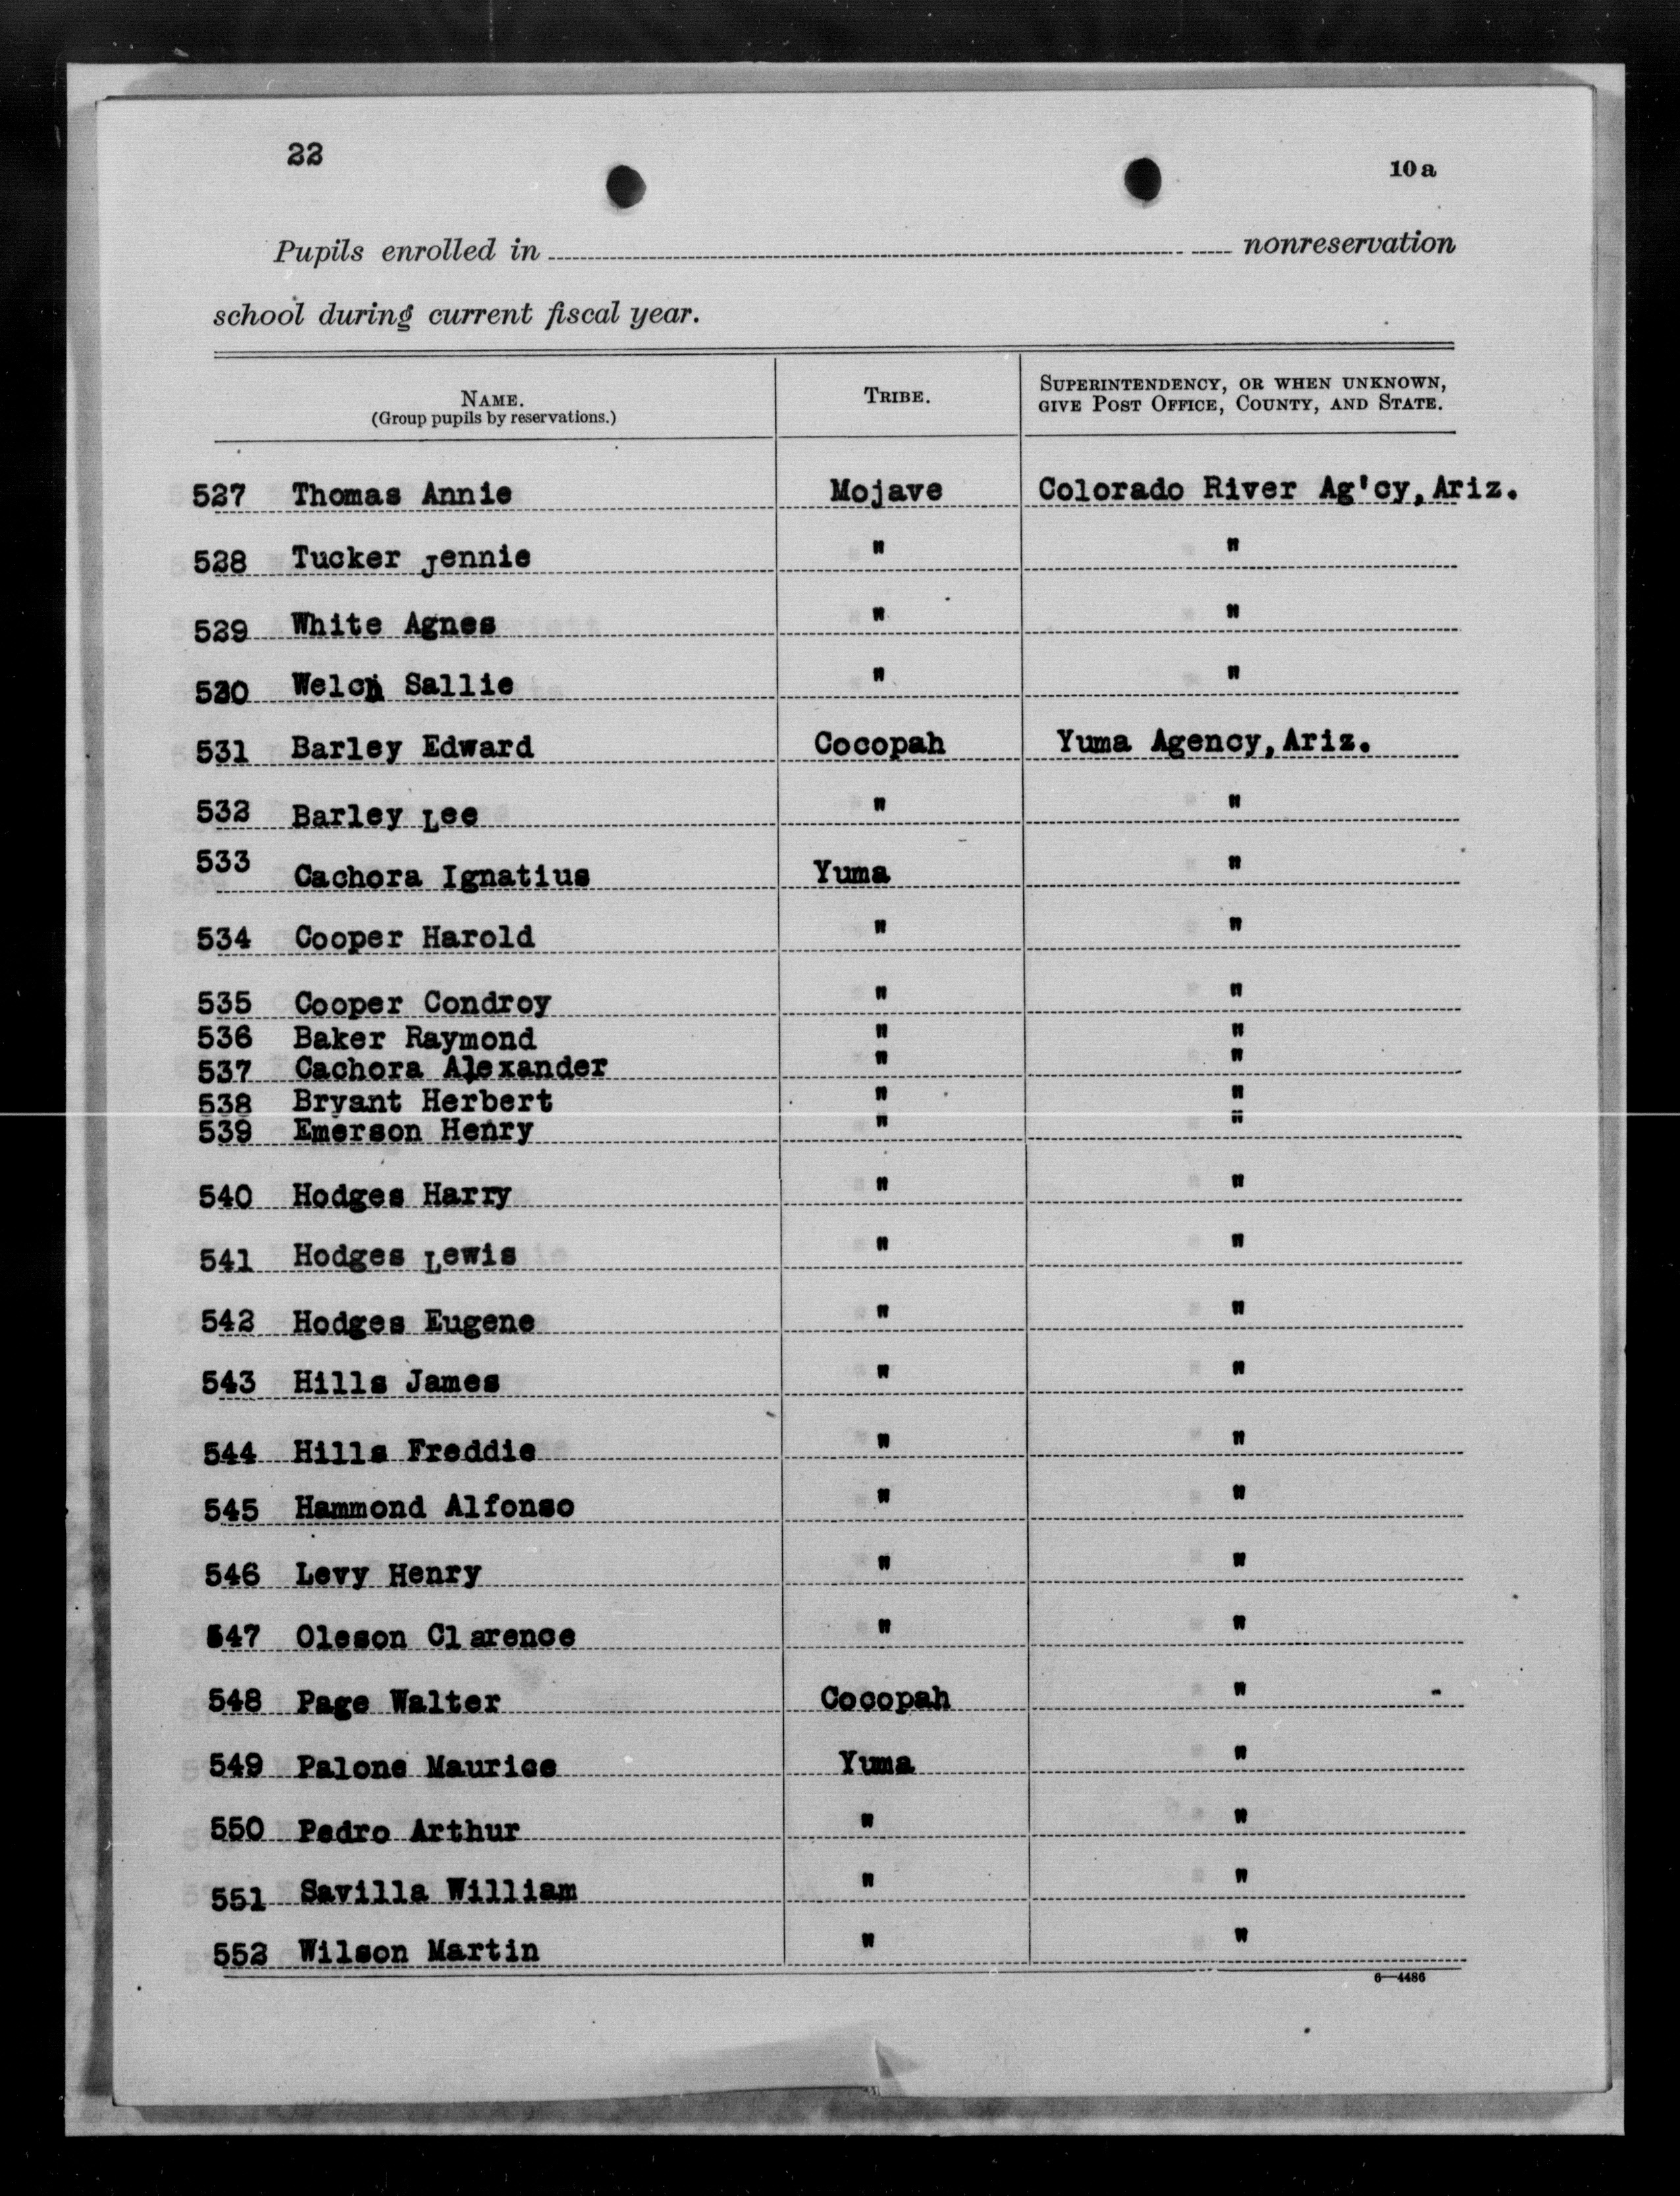 22
10a
Pupils enrolled in nonreservation
school during current fiscal year.
NAME. TRIBE. SUPERINTENDENCY, OR WHEN UNKNOWN,
(Group pupils by reservations.) GIVE POST OFFICE, COUNTY, AND STATE.
527 Thomas Annie Mojave Colorado River Ag'cy, Ariz.
528 Tucker Jennie " "
529 White Agnes " "
530 Welch Sallie " "
531 Barley Edward Cocopah Yuma Agency, Ariz.
532 Barley Lee " "
533 Cachora Ignatius Yuma "
534 Cooper Harold " "
535 Cooper Condroy " "
536 Baker Raymond " "
537 Cachora Alexander " "
538 Bryant Herbert " "
539 Emerson Henry " "
540 Hodges Harry " "
541 Hodges Lewis " "
542 Hodges Eugene " "
543 Hills James " "
544 Hills Freddie " "
545 Hammond Alfonso " "
546 Levy Henry " "
547 Oleson Clarence " "
548 Page Walter Cocopah "
549 Palone Maurice Yuma "
550 Pedro Arthur " "
551 Savilla William " "
552 Wilson Martin " "
6—4486